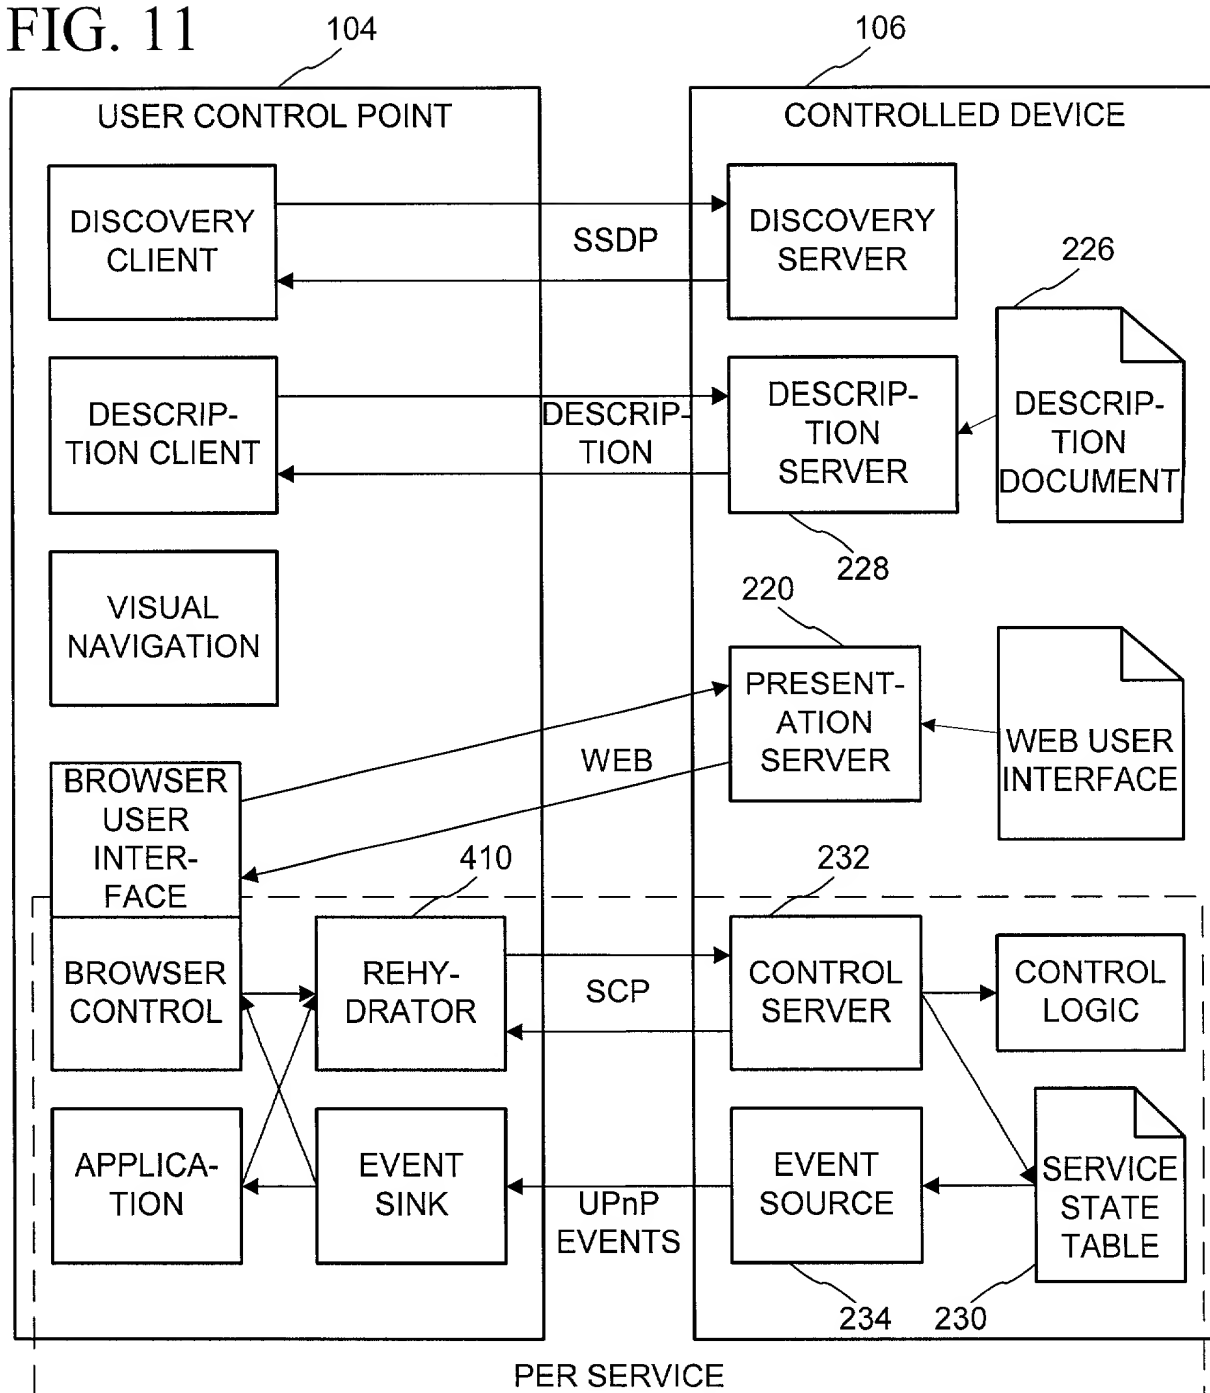 FIG. 11
104
106
USER CONTROL POINT
CONTROLLED DEVICE
DISCOVERY
CLIENT
SSDP
DISCOVERY
SERVER
226
DESCRIP-
TION CLIENT
DESCRIP-
TION
DESCRIP-
TION
SERVER
DESCRIP-
TION
DOCUMENT
228
220
VISUAL
NAVIGATION
PRESENT-
ATION
SERVER
WEB USER
INTERFACE
WEB
BROWSER
USER
INTER-
FACE
410
232
BROWSER
CONTROL
REHY-
DRATOR
SCP
CONTROL
SERVER
CONTROL
LOGIC
APPLICA-
TION
EVENT
SINK
UPnP
EVENTS
EVENT
SOURCE
SERVICE
STATE
TABLE
234
230
PER SERVICE